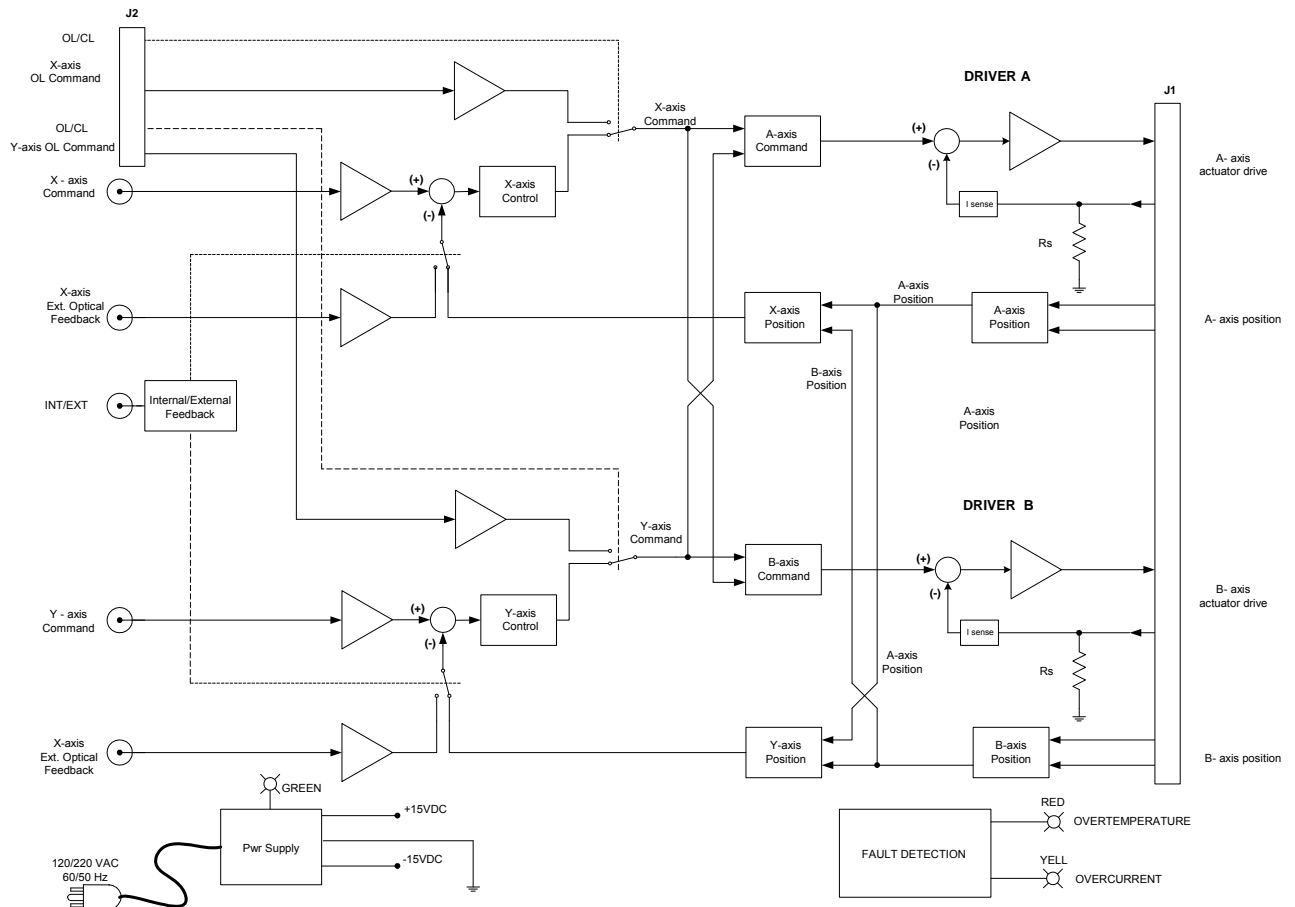 J2
OL/CL
X-axis
OL Command
OL/CL
Y-axis OL Command
X - axis
Command
(+)
(-)
X-axis
Control
X-axis
Command
A-axis
Command
DRIVER A
(+)
(-)
I sense
Rs
J1
A- axis
actuator drive
X-axis
Ext. Optical
Feedback
X-axis
Position
A-axis
Position
A-axis
Position
A- axis position
INT/EXT
Internal/External
Feedback
B-axis
Position
A-axis
Position
DRIVER B
Y-axis
Command
B-axis
Command
(+)
(-)
I sense
Rs
B- axis
actuator drive
Y - axis
Command
(+)
(-)
Y-axis
Control
A-axis
Position
X-axis
Ext. Optical
Feedback
Y-axis
Position
B-axis
Position
B- axis position
GREEN
Pwr Supply
+15VDC
-15VDC
120/220 VAC
60/50 Hz
FAULT DETECTION
RED
OVERTEMPERATURE
YELL
OVERCURRENT